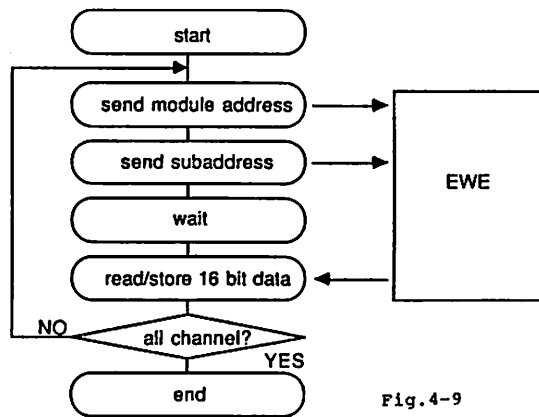 start
send module address
send subaddress
EWE
wait
read/store 16 bit data
NO
all channel?
YES
end
Fig.4-9